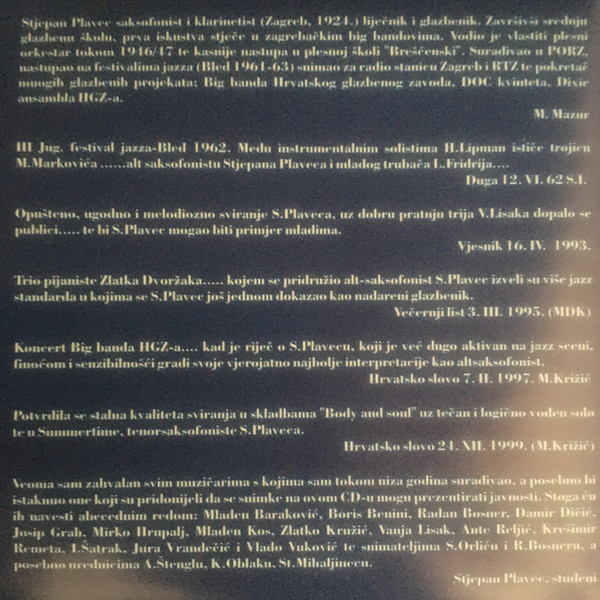 Stjepan Plavec saksofonist i klarinetist (Zagreb, 1924.) liječnik i glazbenik. Završivši srednju
glazbenu školu, prva iskustva stječe u zagrebačkim big bandovima. Vodio je vlastiti plesni
orkestar tokom 1946/47 te kasnije nastupa u plesnoj školi "Breščenski". Surađivao u PORZ,
nastupao na festivalima jazza (Bled 1961-63) snimao za radio stanicu Zagreb i RTZ te pokretač
mnogih glazbenih projekata: Big banda Hrvatskog glazbenog zavoda, DOC kvinteta, Dixie
ansambla HGZ-a.
M. Mazur
III Jug. festival jazza-Bled 1962. Među instrumentalnim solistima H.Lipman ističe trojicu
M.Markovića ......alt saksofonistu Stjepana Plaveca i mladog trubača L.Fridrija....
Duga 12. VI. 62 S.I.
Opušteno, ugodno i melodiozno sviranje S.Plaveca, uz dobru pratnju trija V.Lisaka dopalo se
publici..... te bi S.Plavec mogao biti primjer mladima.
Vjesnik 16. IV. 1993.
Trio pijaniste Zlatka Dvoržaka..... kojem se pridružio alt-saksofonist S.Plavec izveli su više jazz
standarda u kojima se S.Plavec još jednom dokazao kao nadareni glazbenik.
Večernji list 3. III. 1995. (MDK)
Koncert Big banda HGZ-a.... kad je riječ o S.Plavecu, koji je već dugo aktivan na jazz sceni,
finoćom i senzibilnošći gradi svoje vjerojatno najbolje interpretacije kao altsaksofonist.
Hrvatsko slovo 7. II. 1997. M.Križić
Potvrdila se stalna kvaliteta sviranja u skladbama "Body and soul" uz tečan i logično vođen solo
te u Summertime, tenorsaksofoniste S.Plaveca.
Hrvatsko slovo 24. XII. 1999. (M.Križić)
Veoma sam zahvalan svim muzičarima s kojima sam tokom niza godina surađivao, a posebno bi
istaknuo one koji su pridonijeli da se snimke na ovom CD-u mogu prezentirati javnosti. Stoga ću
ih navesti abecednim redom: Mladen Baraković, Boris Benini, Radan Bosner, Damir Dičić,
Josip Grah, Mirko Hrupalj, Mladen Kos, Zlatko Kružić, Vanja Lisak, Ante Reljić, Krešimir
Remeta, I.Šatrak, Jura Vrandečić i Vlado Vuković te snimateljima S.Orliću i R.Bosneru, a
posebno urednicima A.Štenglu, K.Oblaku, St.Mihaljinecu.
Stjepan Plavec, studeni